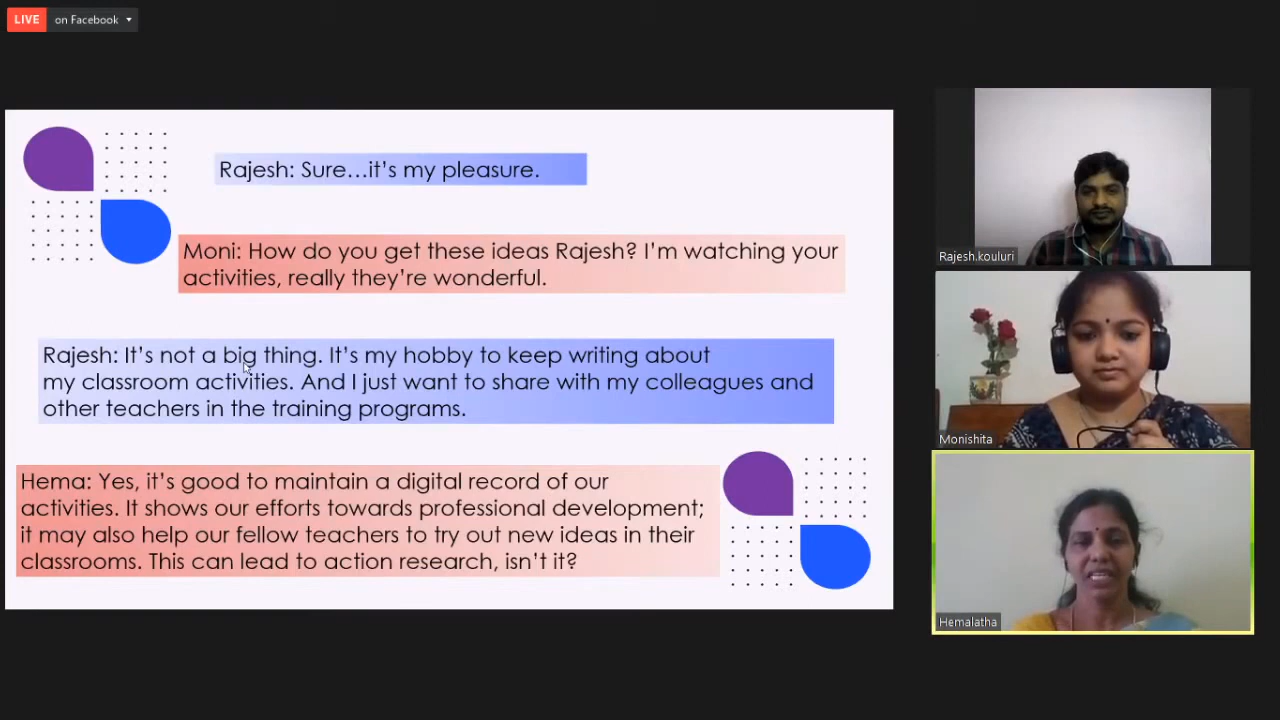 LIVE on Facebook
Rajesh: Sure...it's my pleasure.
Moni: How do you get these ideas Rajesh? I'm watching your
activities, really they're wonderful.
Rajesh: It's not a big thing. It's my hobby to keep writing about
my classroom activities. And I just want to share with my colleagues and
other teachers in the training programs.
Hema: Yes, it's good to maintain a digital record of our
activities. It shows our efforts towards professional development;
it may also help our fellow teachers to try out new ideas in their
classrooms. This can lead to action research, isn't it?
Rajesh.kouluri
Monishita
Hemalatha